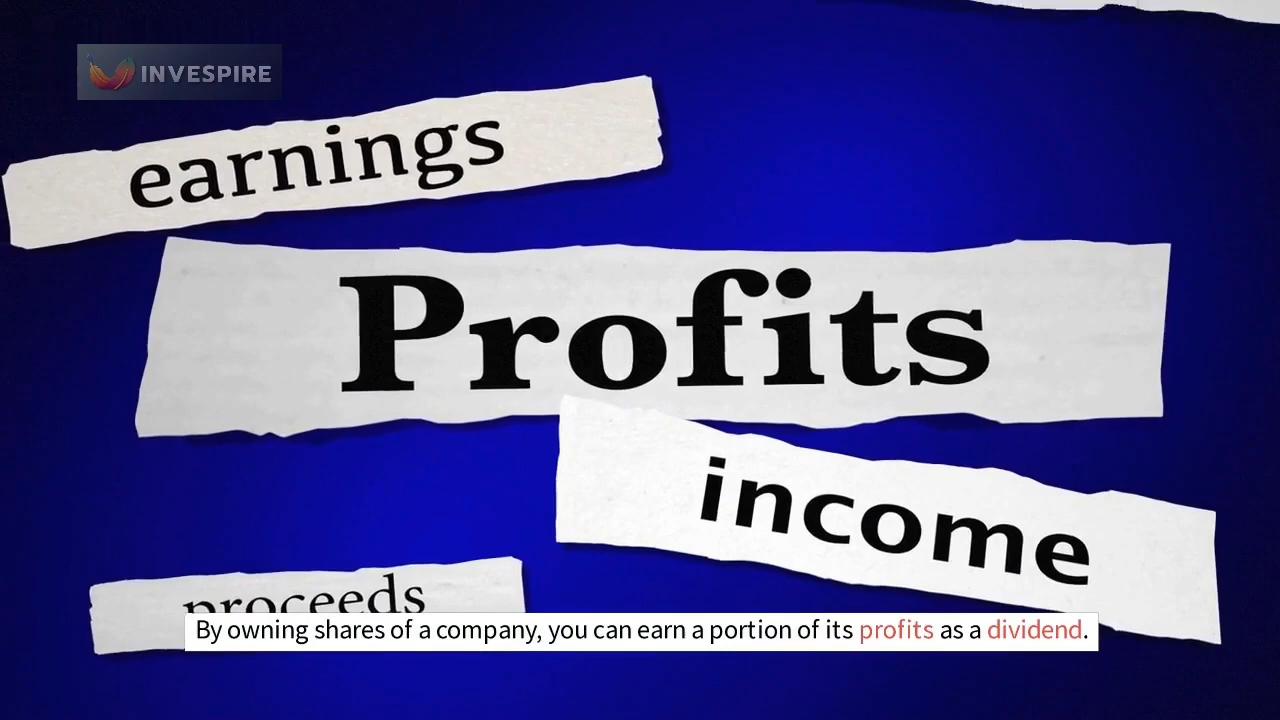 INVESPIRE
earnings
Profits
income
proceeds
By owning shares of a company, you can earn a portion of its profits as a dividend.